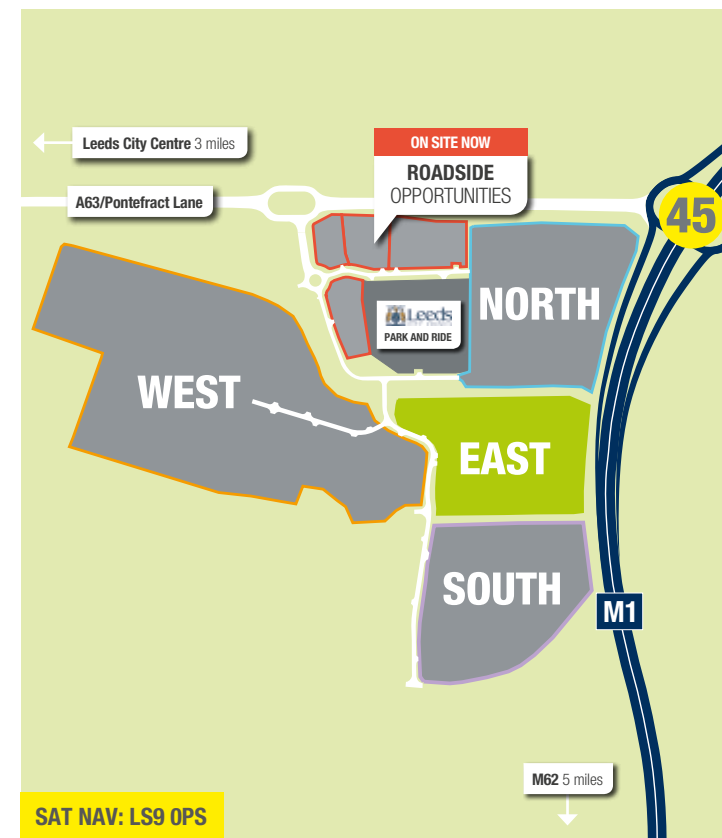 Leeds City Centre 3 miles
ON SITE NOW
ROADSIDE
OPPORTUNITIES
A63/Pontefract Lane
45
NORTH
Leeds
PARK AND RIDE
WEST
EAST
SOUTH
M1
M62 5 miles
SAT NAV: LS9 0PS